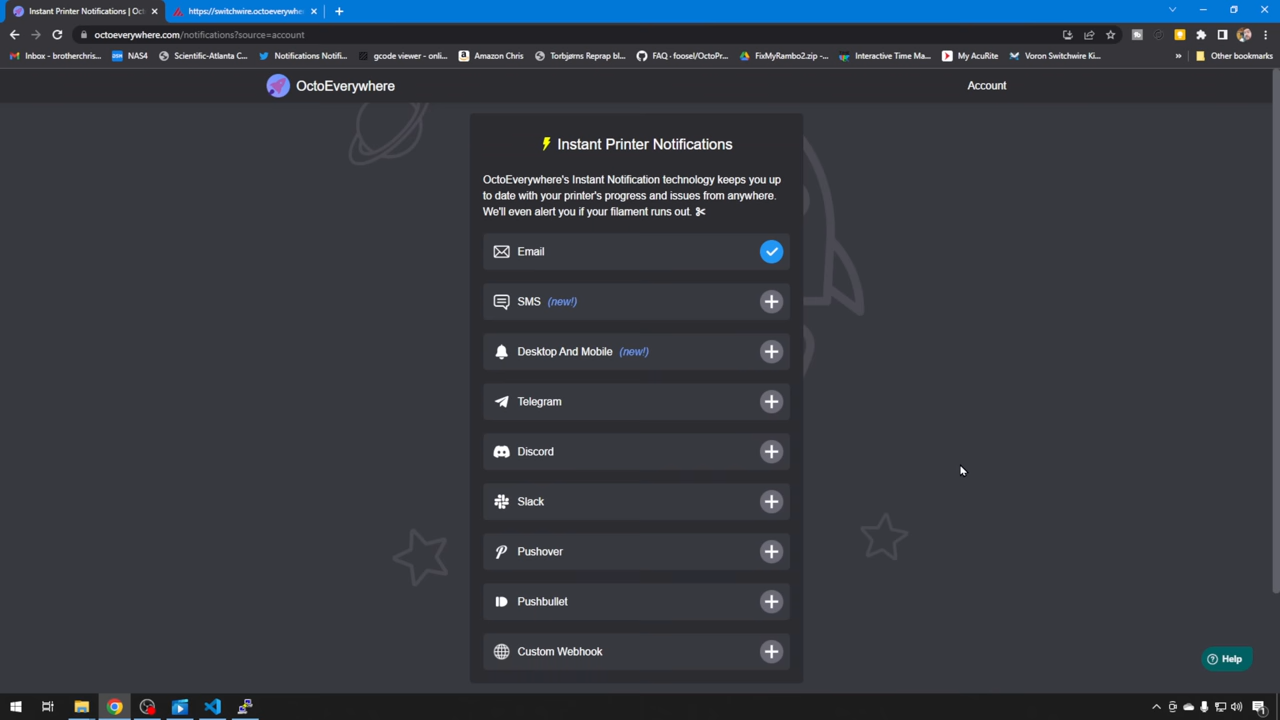 Instant Printer Notifications | Oc
https://switchwire.octoeverywhe
octoeverywhere.com/notifications?source=account
Inbox - brotherchris...
NAS4
Scientific-Atlanta C...
Notifications Notifi...
gcode viewer - onli...
Amazon Chris
Torbjørns Reprap bl...
FAQ · foosel/OctoPr...
FixMyRambo2.zip -...
Interactive Time Ma...
My AcuRite
Voron Switchwire Ki...
»
Other bookmarks
OctoEverywhere
Account
Instant Printer Notifications
OctoEverywhere's Instant Notification technology keeps you up
to date with your printer's progress and issues from anywhere.
We'll even alert you if your filament runs out. ✂
Email
SMS (new!)
Desktop And Mobile (new!)
Telegram
Discord
Slack
Pushover
Pushbullet
Custom Webhook
Help